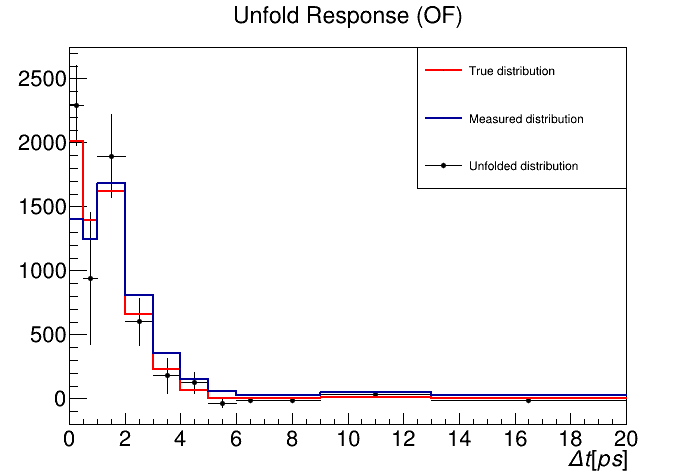 Unfold Response (OF)
True distribution
Measured distribution
Unfolded distribution
2500
2000
1500
1000
500
0
0 2 4 6 8 10 12 14 16 18 20
Δt[ps]